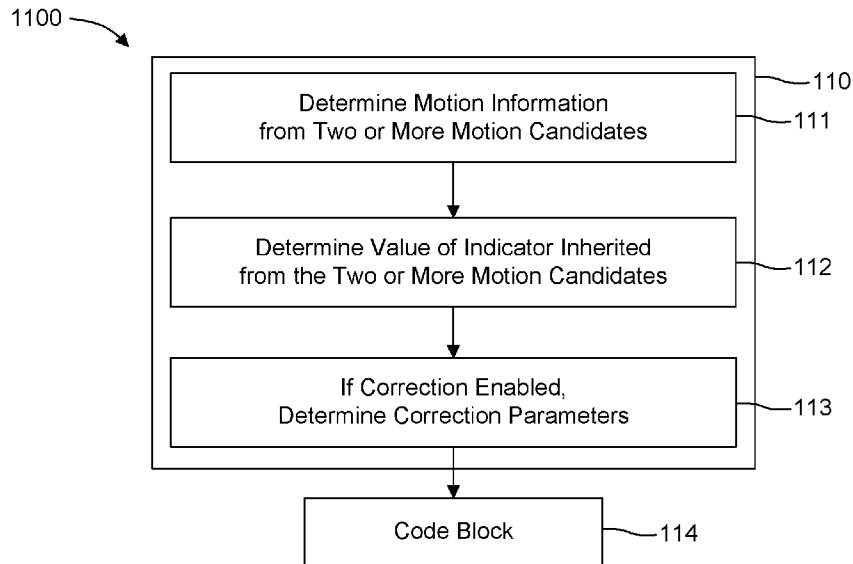 1100
110
Determine Motion Information
from Two or More Motion Candidates
111
Determine Value of Indicator Inherited
from the Two or More Motion Candidates
112
If Correction Enabled,
Determine Correction Parameters
113
Code Block
114